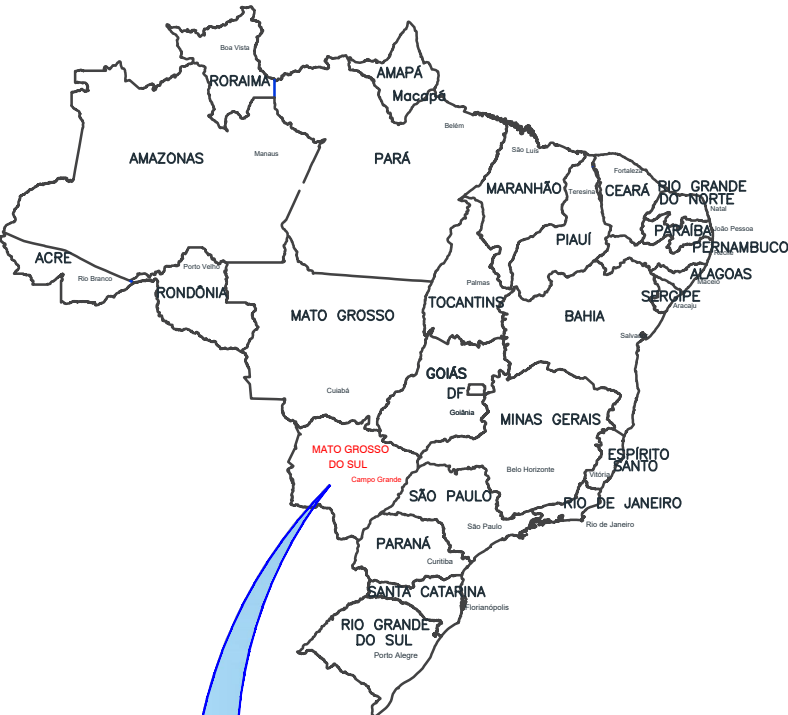 Boa Vista
RORAIMA
AMAPÁ
Macapá
Belém
AMAZONAS
Manaus
PARÁ
São Luís
MARANHÃO
Teresina
Fortaleza
CEARÁ
RIO GRANDE
DO NORTE
Natal
PARAÍBA
João Pessoa
PIAUÍ
PERNAMBUCO
Recife
ACRE
Rio Branco
Porto Velho
RONDÔNIA
ALAGOAS
Maceió
SERGIPE
Aracaju
Palmas
TOCANTINS
MATO GROSSO
BAHIA
Salvador
GOIÁS
DF
Cuiabá
Goiânia
MINAS GERAIS
MATO GROSSO
DO SUL
Campo Grande
Belo Horizonte
ESPÍRITO
SANTO
Vitória
SÃO PAULO
RIO DE JANEIRO
São Paulo
Rio de Janeiro
PARANÁ
Curitiba
SANTA CATARINA
Florianópolis
RIO GRANDE
DO SUL
Porto Alegre